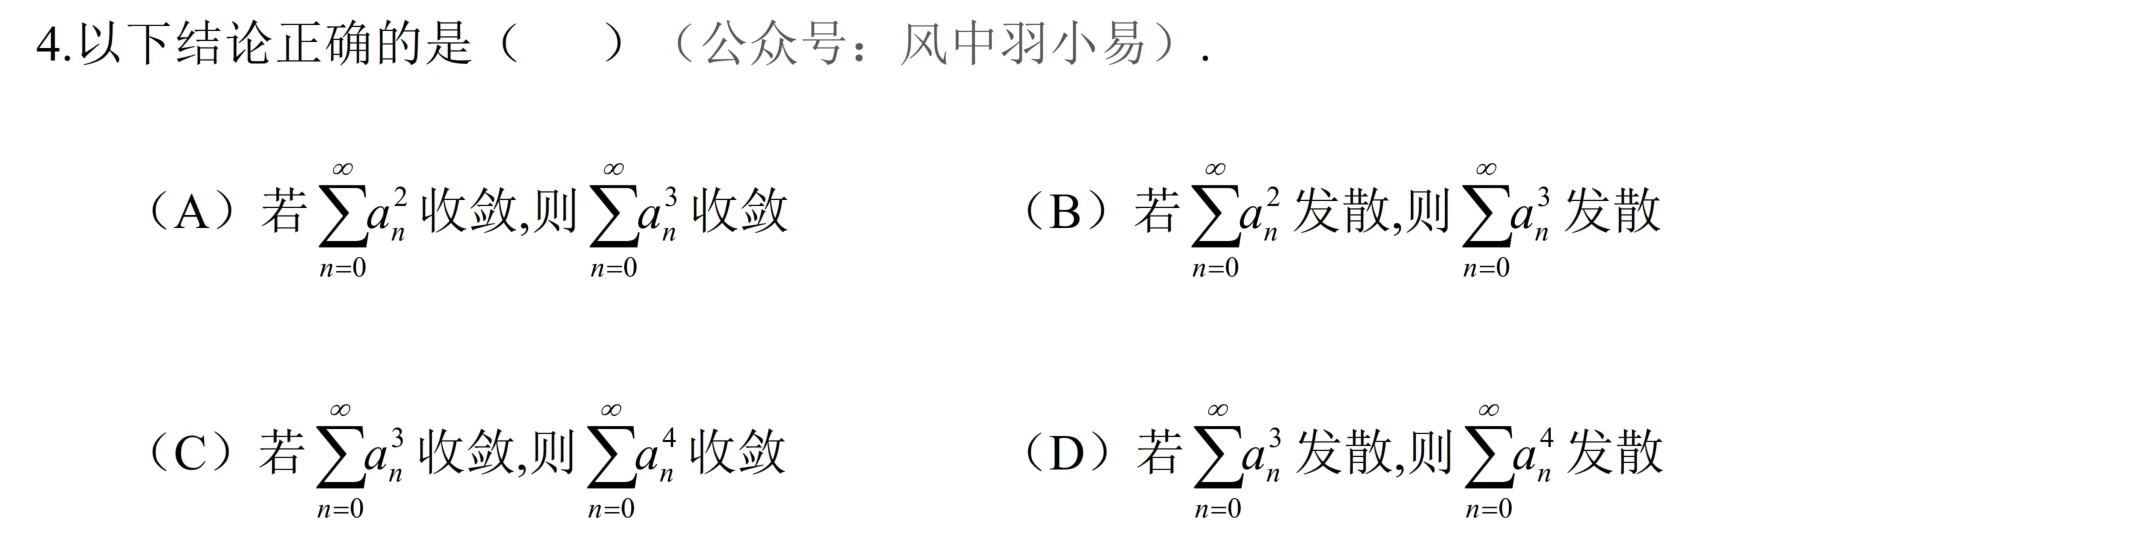 4.以下结论正确的是（　　）（公众号：风中羽小易）.
（A）若 $\sum_{n=0}^{\infty} a_n^2$ 收敛,则 $\sum_{n=0}^{\infty} a_n^3$ 收敛　　（B）若 $\sum_{n=0}^{\infty} a_n^2$ 发散,则 $\sum_{n=0}^{\infty} a_n^3$ 发散
（C）若 $\sum_{n=0}^{\infty} a_n^3$ 收敛,则 $\sum_{n=0}^{\infty} a_n^4$ 收敛　　（D）若 $\sum_{n=0}^{\infty} a_n^3$ 发散,则 $\sum_{n=0}^{\infty} a_n^4$ 发散